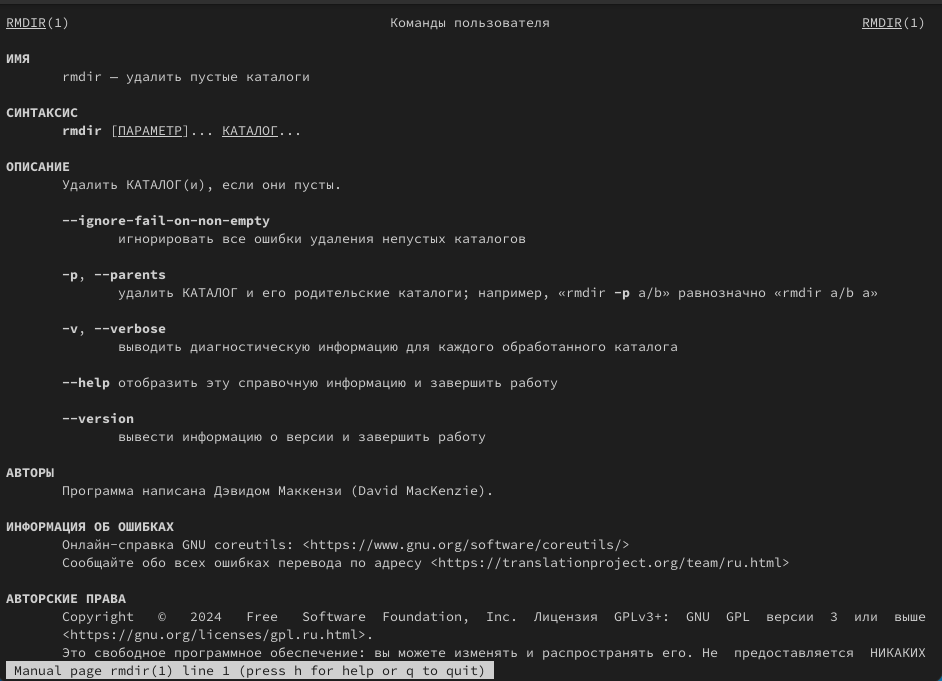 RMDIR(1) Команды пользователя RMDIR(1)
ИМЯ
rmdir — удалить пустые каталоги
СИНТАКСИС
rmdir [ПАРАМЕТР]... КАТАЛОГ...
ОПИСАНИЕ
Удалить КАТАЛОГ(и), если они пусты.
--ignore-fail-on-non-empty
игнорировать все ошибки удаления непустых каталогов
-p, --parents
удалить КАТАЛОГ и его родительские каталоги; например, «rmdir -p a/b» равнозначно «rmdir a/b a»
-v, --verbose
выводить диагностическую информацию для каждого обработанного каталога
--help отобразить эту справочную информацию и завершить работу
--version
вывести информацию о версии и завершить работу
АВТОРЫ
Программа написана Дэвидом Маккензи (David MacKenzie).
ИНФОРМАЦИЯ ОБ ОШИБКАХ
Онлайн-справка GNU coreutils: <https://www.gnu.org/software/coreutils/>
Сообщайте обо всех ошибках перевода по адресу <https://translationproject.org/team/ru.html>
АВТОРСКИЕ ПРАВА
Copyright © 2024 Free Software Foundation, Inc. Лицензия GPLv3+: GNU GPL версии 3 или выше
<https://gnu.org/licenses/gpl.ru.html>.
Это свободное программное обеспечение: вы можете изменять и распространять его. Не предоставляется НИКАКИХ
Manual page rmdir(1) line 1 (press h for help or q to quit)